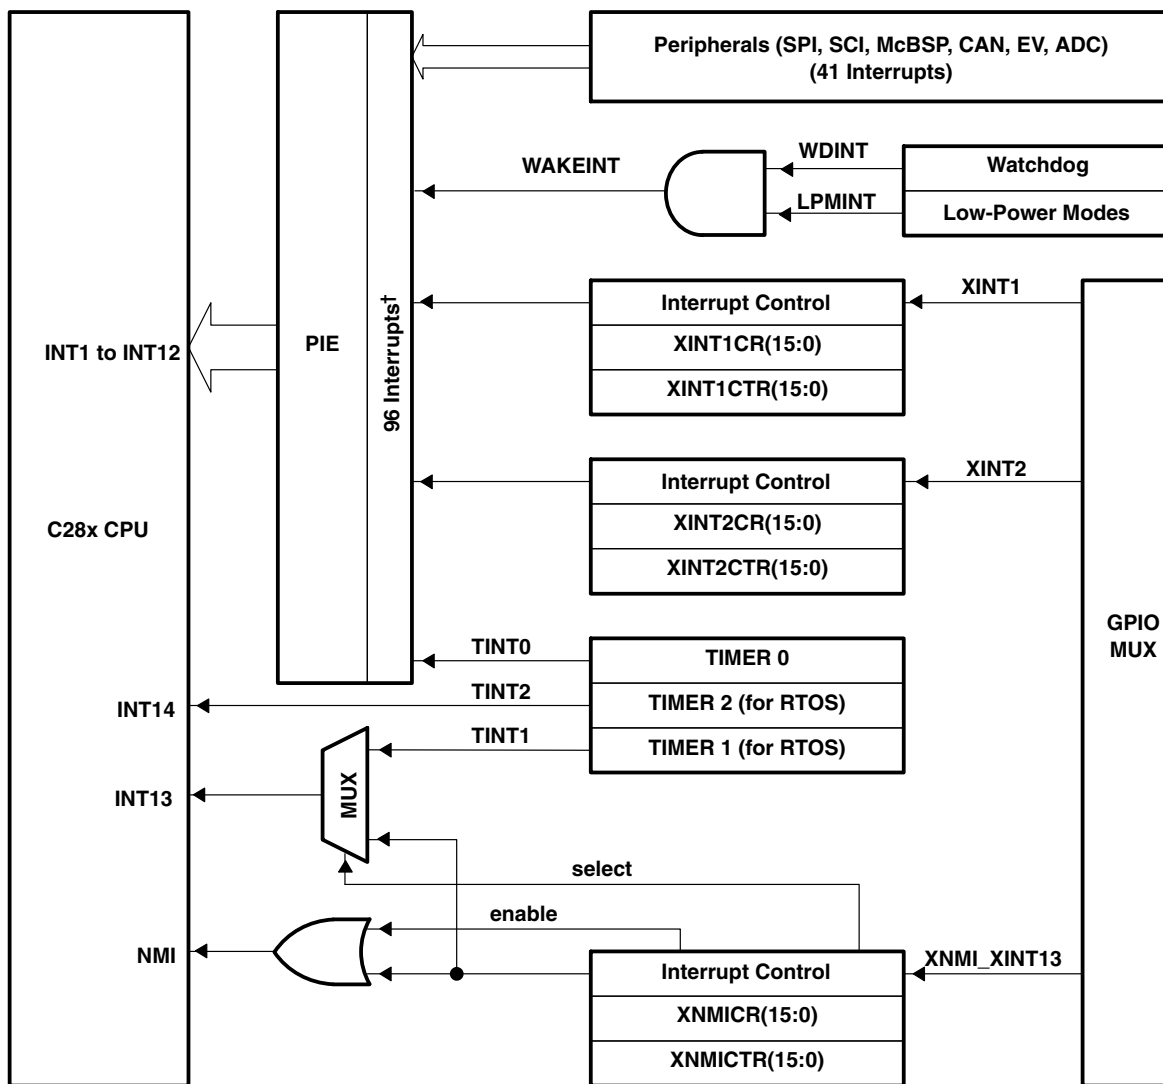 Peripherals (SPI, SCI, McBSP, CAN, EV, ADC)
(41 Interrupts)
WDINT
Watchdog
WAKEINT
LPMINT
Low-Power Modes
XINT1
Interrupt Control
XINT1CR(15:0)
XINT1CTR(15:0)
INT1 to INT12
PIE
96 Interrupts†
XINT2
Interrupt Control
XINT2CR(15:0)
XINT2CTR(15:0)
C28x CPU
GPIO
MUX
TINT0
TIMER 0
TINT2
TIMER 2 (for RTOS)
INT14
TINT1
TIMER 1 (for RTOS)
INT13
MUX
select
enable
NMI
XNMI_XINT13
Interrupt Control
XNMICR(15:0)
XNMICTR(15:0)